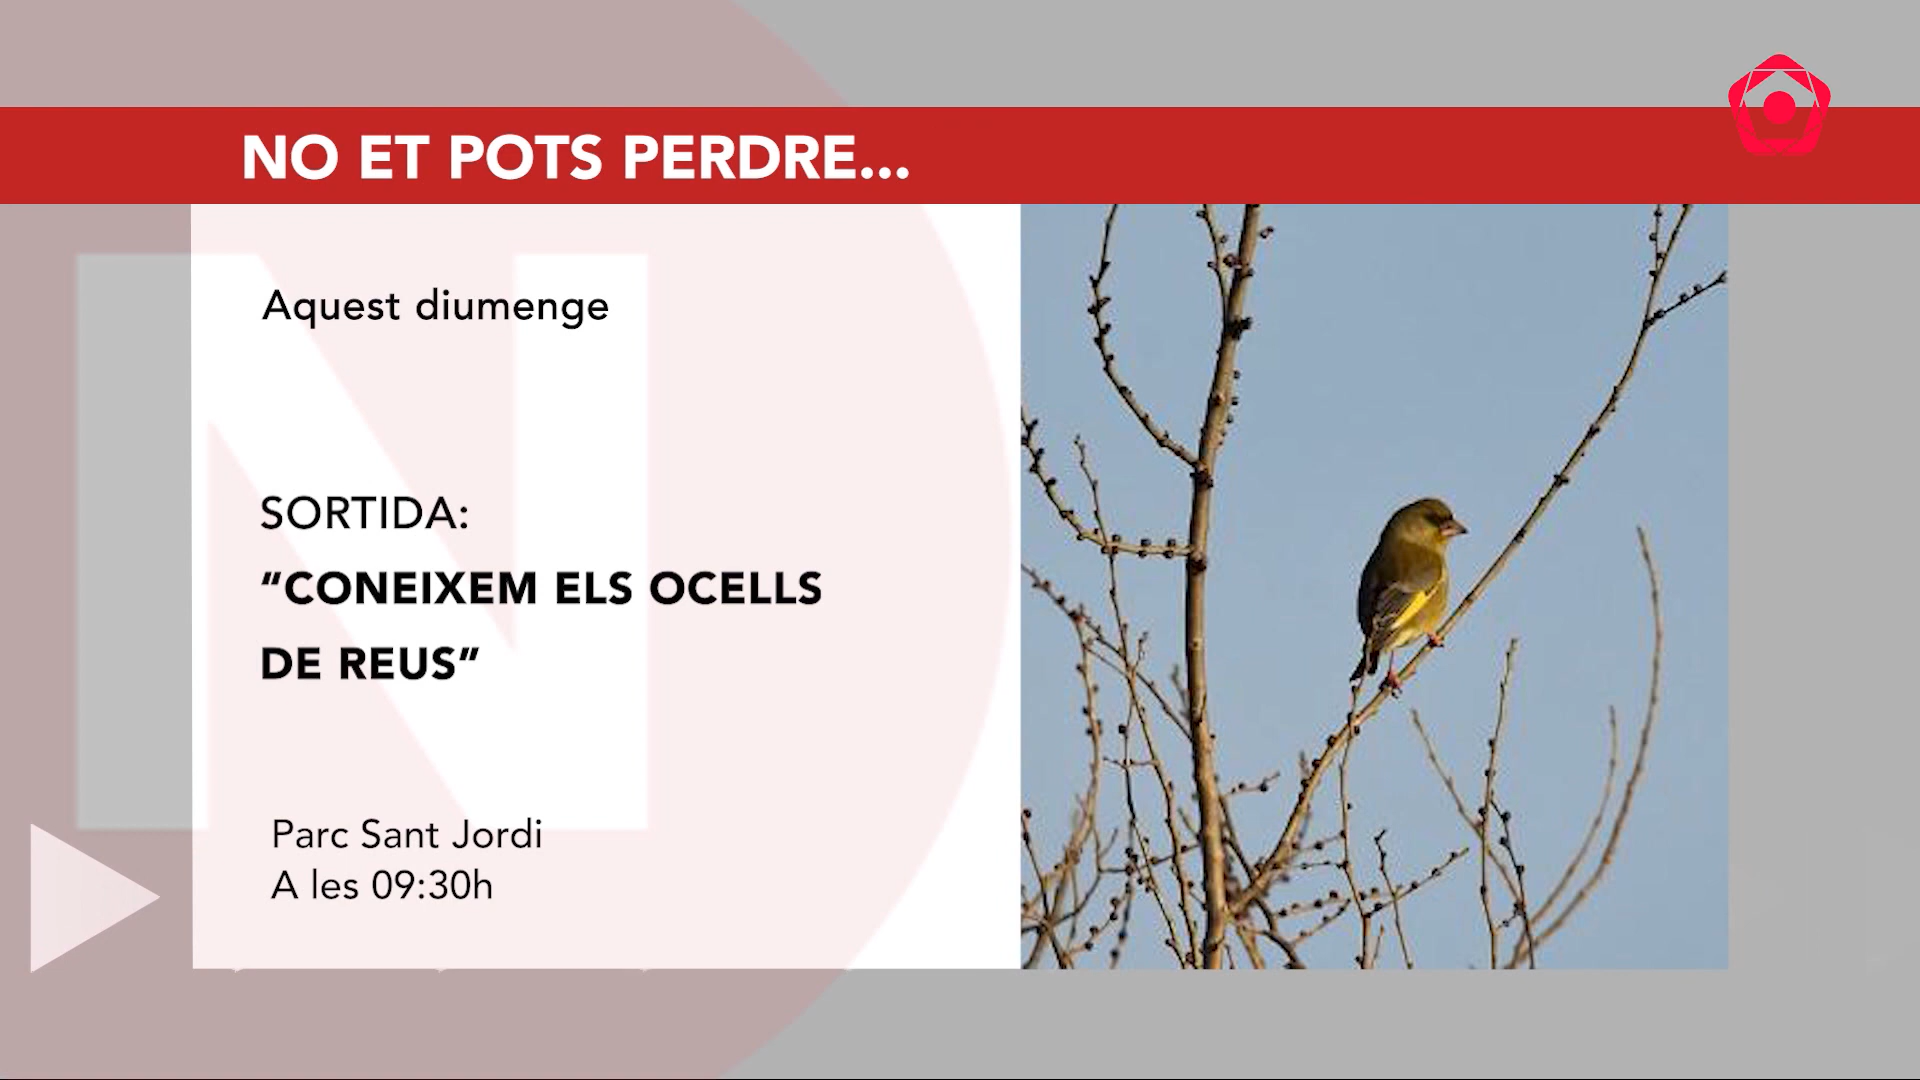 NO ET POTS PERDRE...
Aquest diumenge
SORTIDA:
“CONEIXEM ELS OCELLS
DE REUS”
Parc Sant Jordi
A les 09:30h